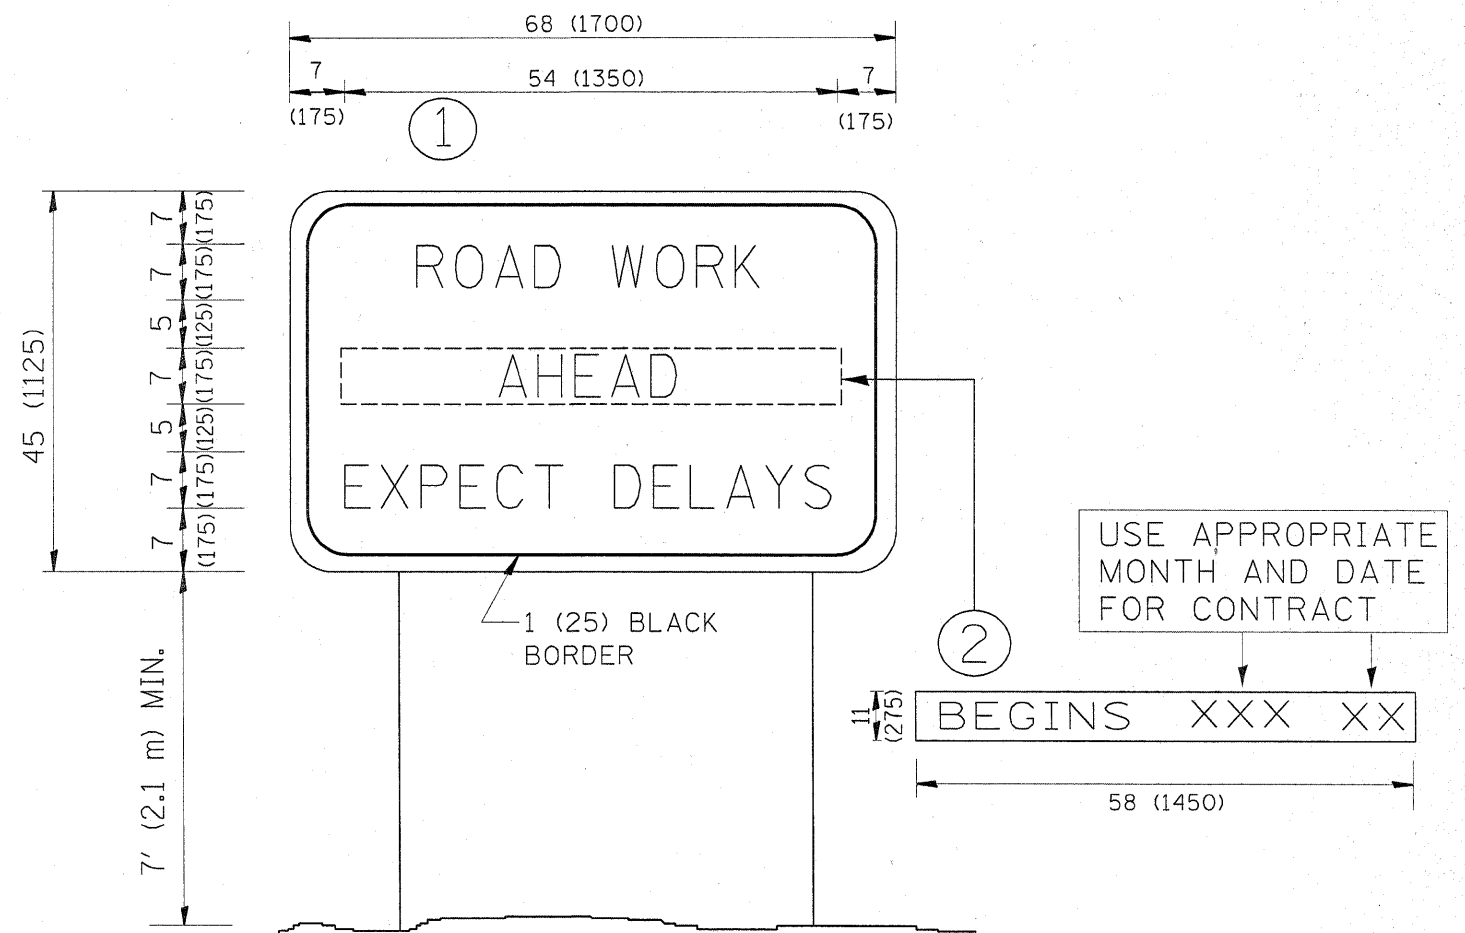 68 (1700)
7
54 (1350)
7
(175)
(175)
1
45 (1125)
7 (175)
7 (175)
5 (125)
7 (175)
5 (125)
7 (175)
7 (175)
ROAD WORK
AHEAD
EXPECT DELAYS
1 (25) BLACK
BORDER
7' (2.1 m) MIN.
2
USE APPROPRIATE
MONTH AND DATE
FOR CONTRACT
11
(275)
BEGINS XXX XX
58 (1450)